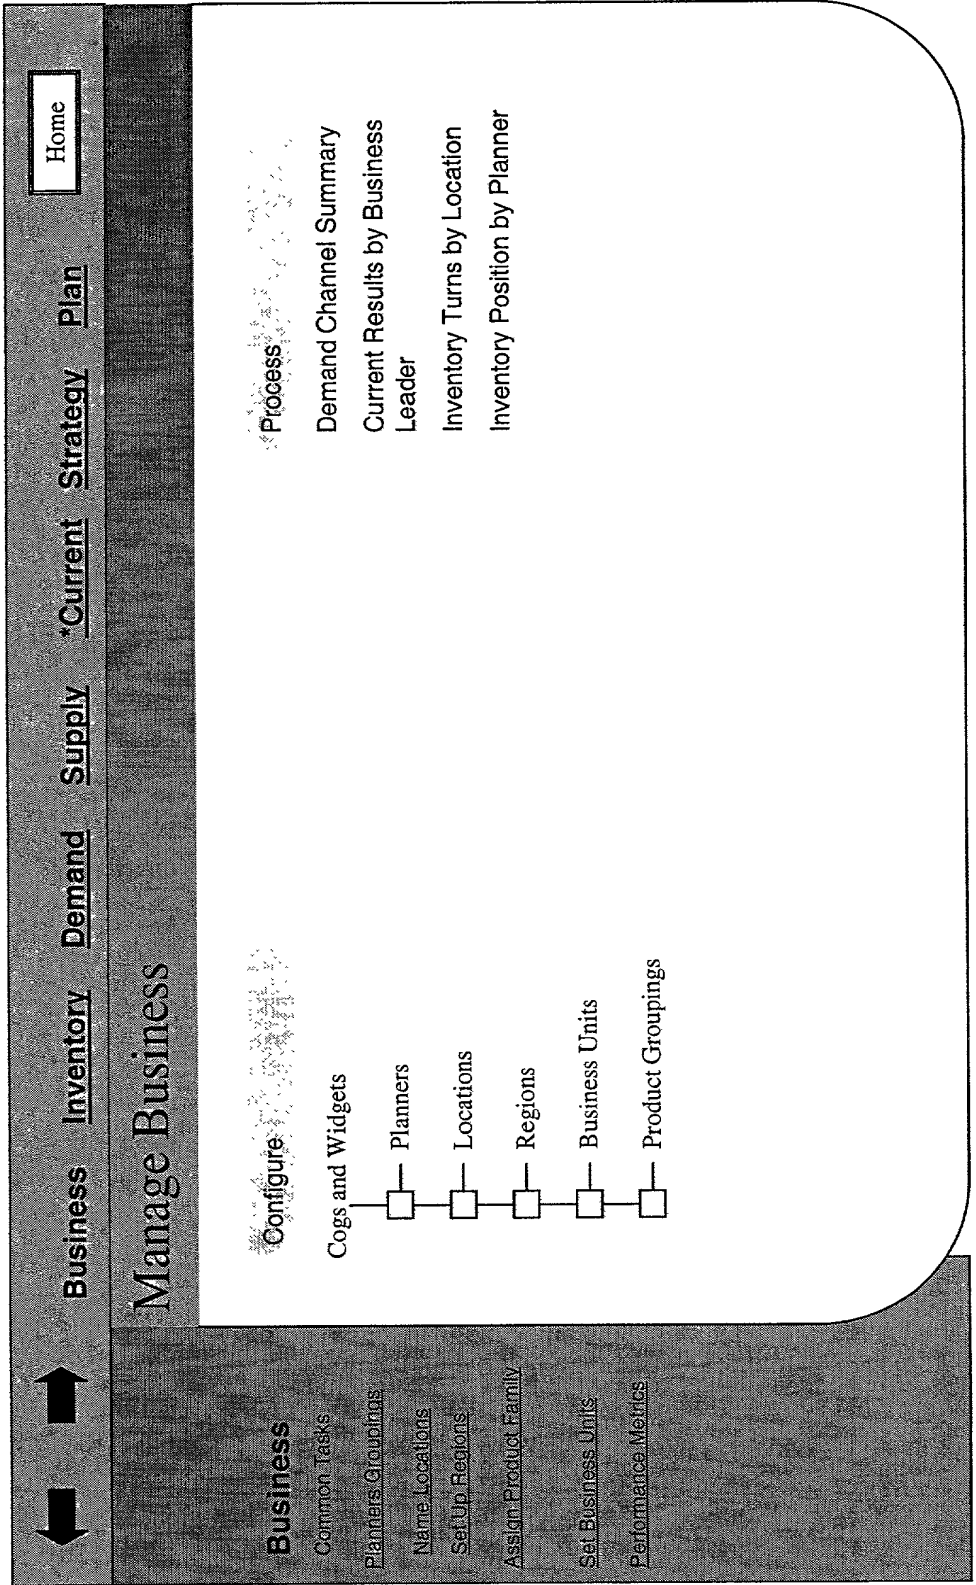 Business Inventory Demand Supply *Current Strategy Plan Home
Manage Business
Business
Common Tasks
Planners Groupings
Name Locations
Set Up Regions
Assign Product Family
Set Business Units
Performance Metrics
Configure
Cogs and Widgets
Planners
Locations
Regions
Business Units
Product Groupings
Process
Demand Channel Summary
Current Results by Business
Leader
Inventory Turns by Location
Inventory Position by Planner